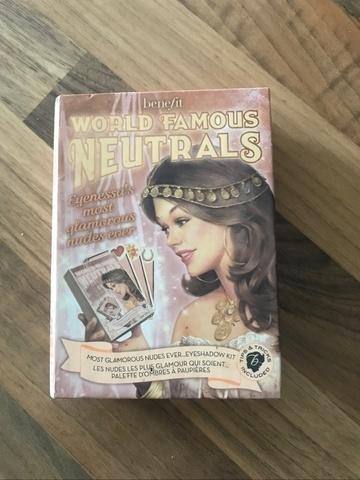 benefit
WORLD FAMOUS
NEUTRALS
Eyenessa's
most
glamorous
nudes ever
MOST GLAMOROUS NUDES EVER...EYESHADOW KIT
LES NUDES LES PLUS GLAMOUR QUI SOIENT...
PALETTE D'OMBRES À PAUPIÈRES
TIPS & TRICKS
INCLUDED